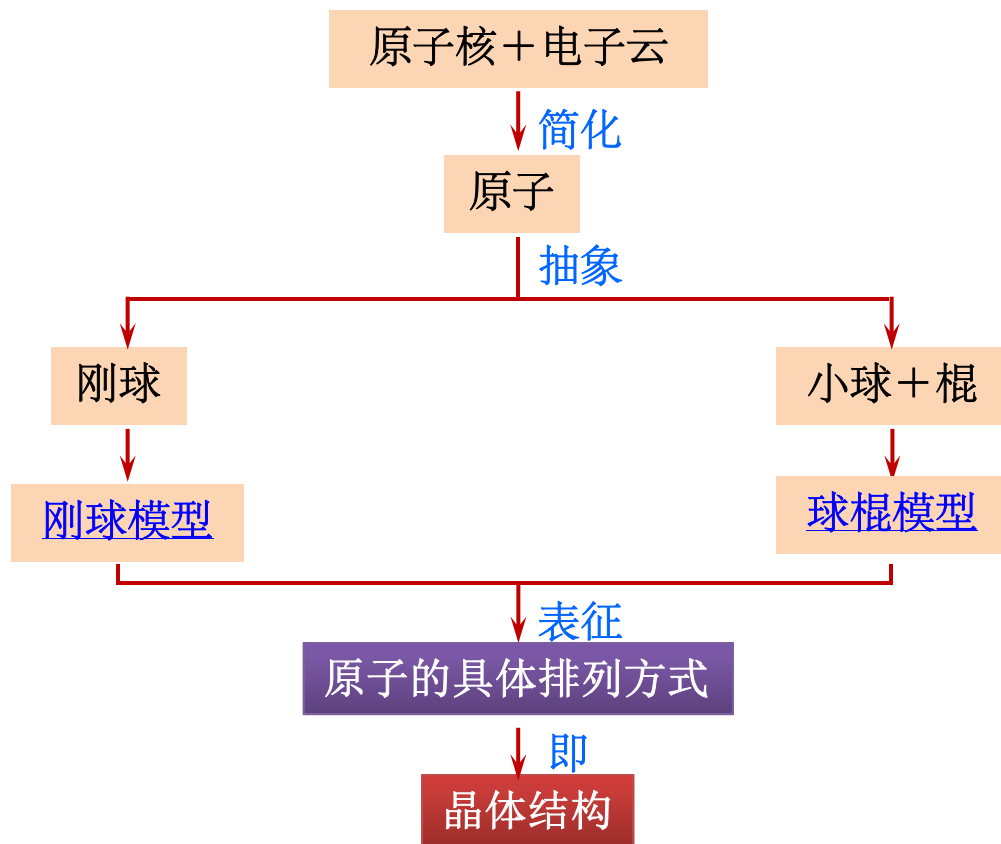 原子核＋电子云
简化
原子
抽象
刚球
小球＋棍
刚球模型
球棍模型
表征
原子的具体排列方式
即
晶体结构